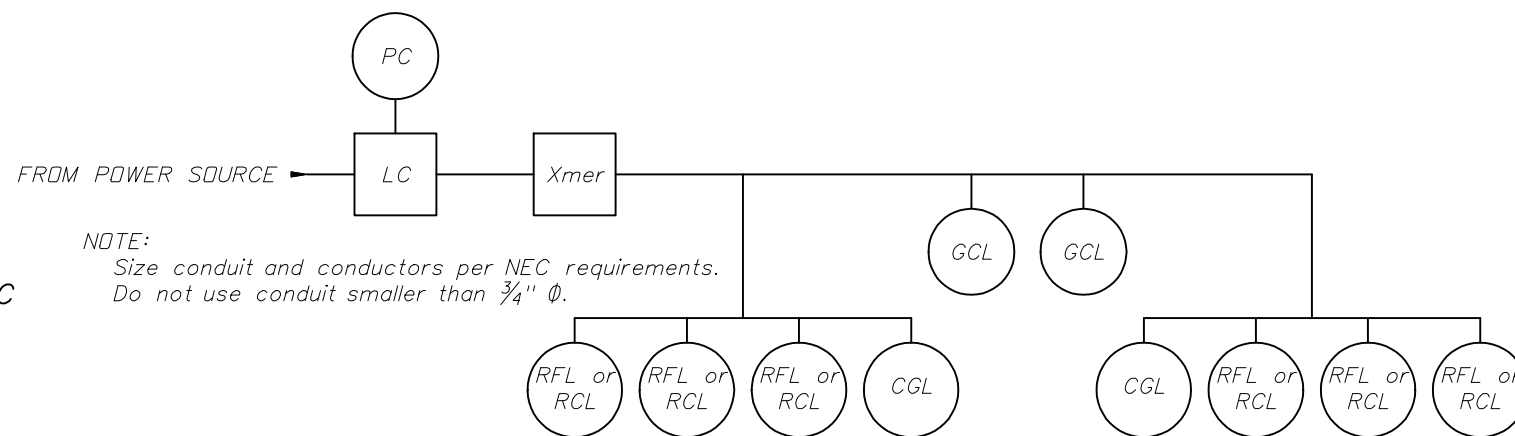 PC
FROM POWER SOURCE
LC
Xmer
NOTE:
Size conduit and conductors per NEC requirements.
Do not use conduit smaller than ¾" Φ.
C
GCL
GCL
RFL or
RCL
RFL or
RCL
RFL or
RCL
CGL
CGL
RFL or
RCL
RFL or
RCL
RFL or
RCL